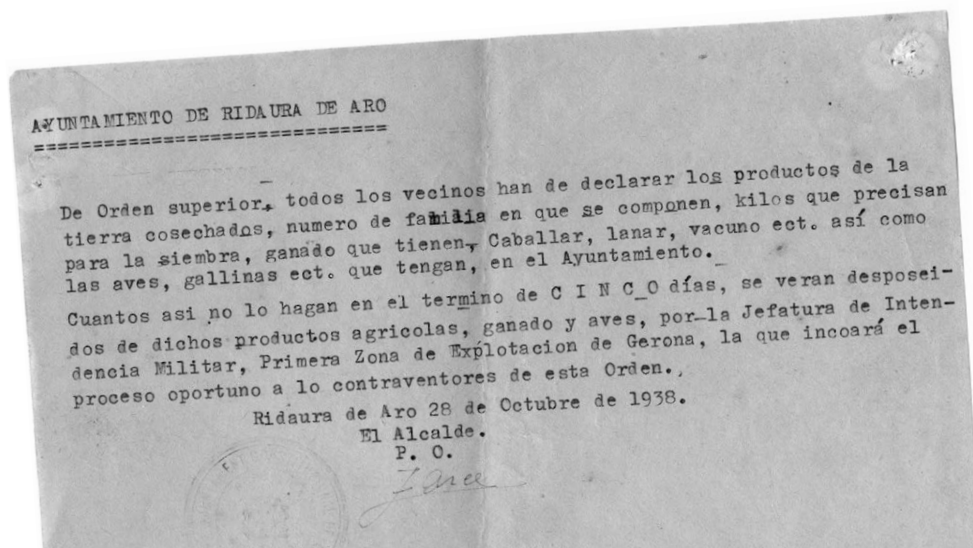 AYUNTAMIENTO DE RIDAURA DE ARO
==============================
De Orden superior, todos los vecinos han de declarar los productos de la
tierra cosechados, numero de familia en que se componen, kilos que precisan
para la siembra, ganado que tienen, Caballar, lanar, vacuno ect. así como
las aves, gallinas ect. que tengan, en el Ayuntamiento.
Cuantos asi no lo hagan en el termino de C I N C O días, se veran desposei-
dos de dichos productos agricolas, ganado y aves, por la Jefatura de Inten-
dencia Militar, Primera Zona de Explotacion de Gerona, la que incoará el
proceso oportuno a lo contraventores de esta Orden.
Ridaura de Aro 28 de Octubre de 1938.
El Alcalde.
P. O.